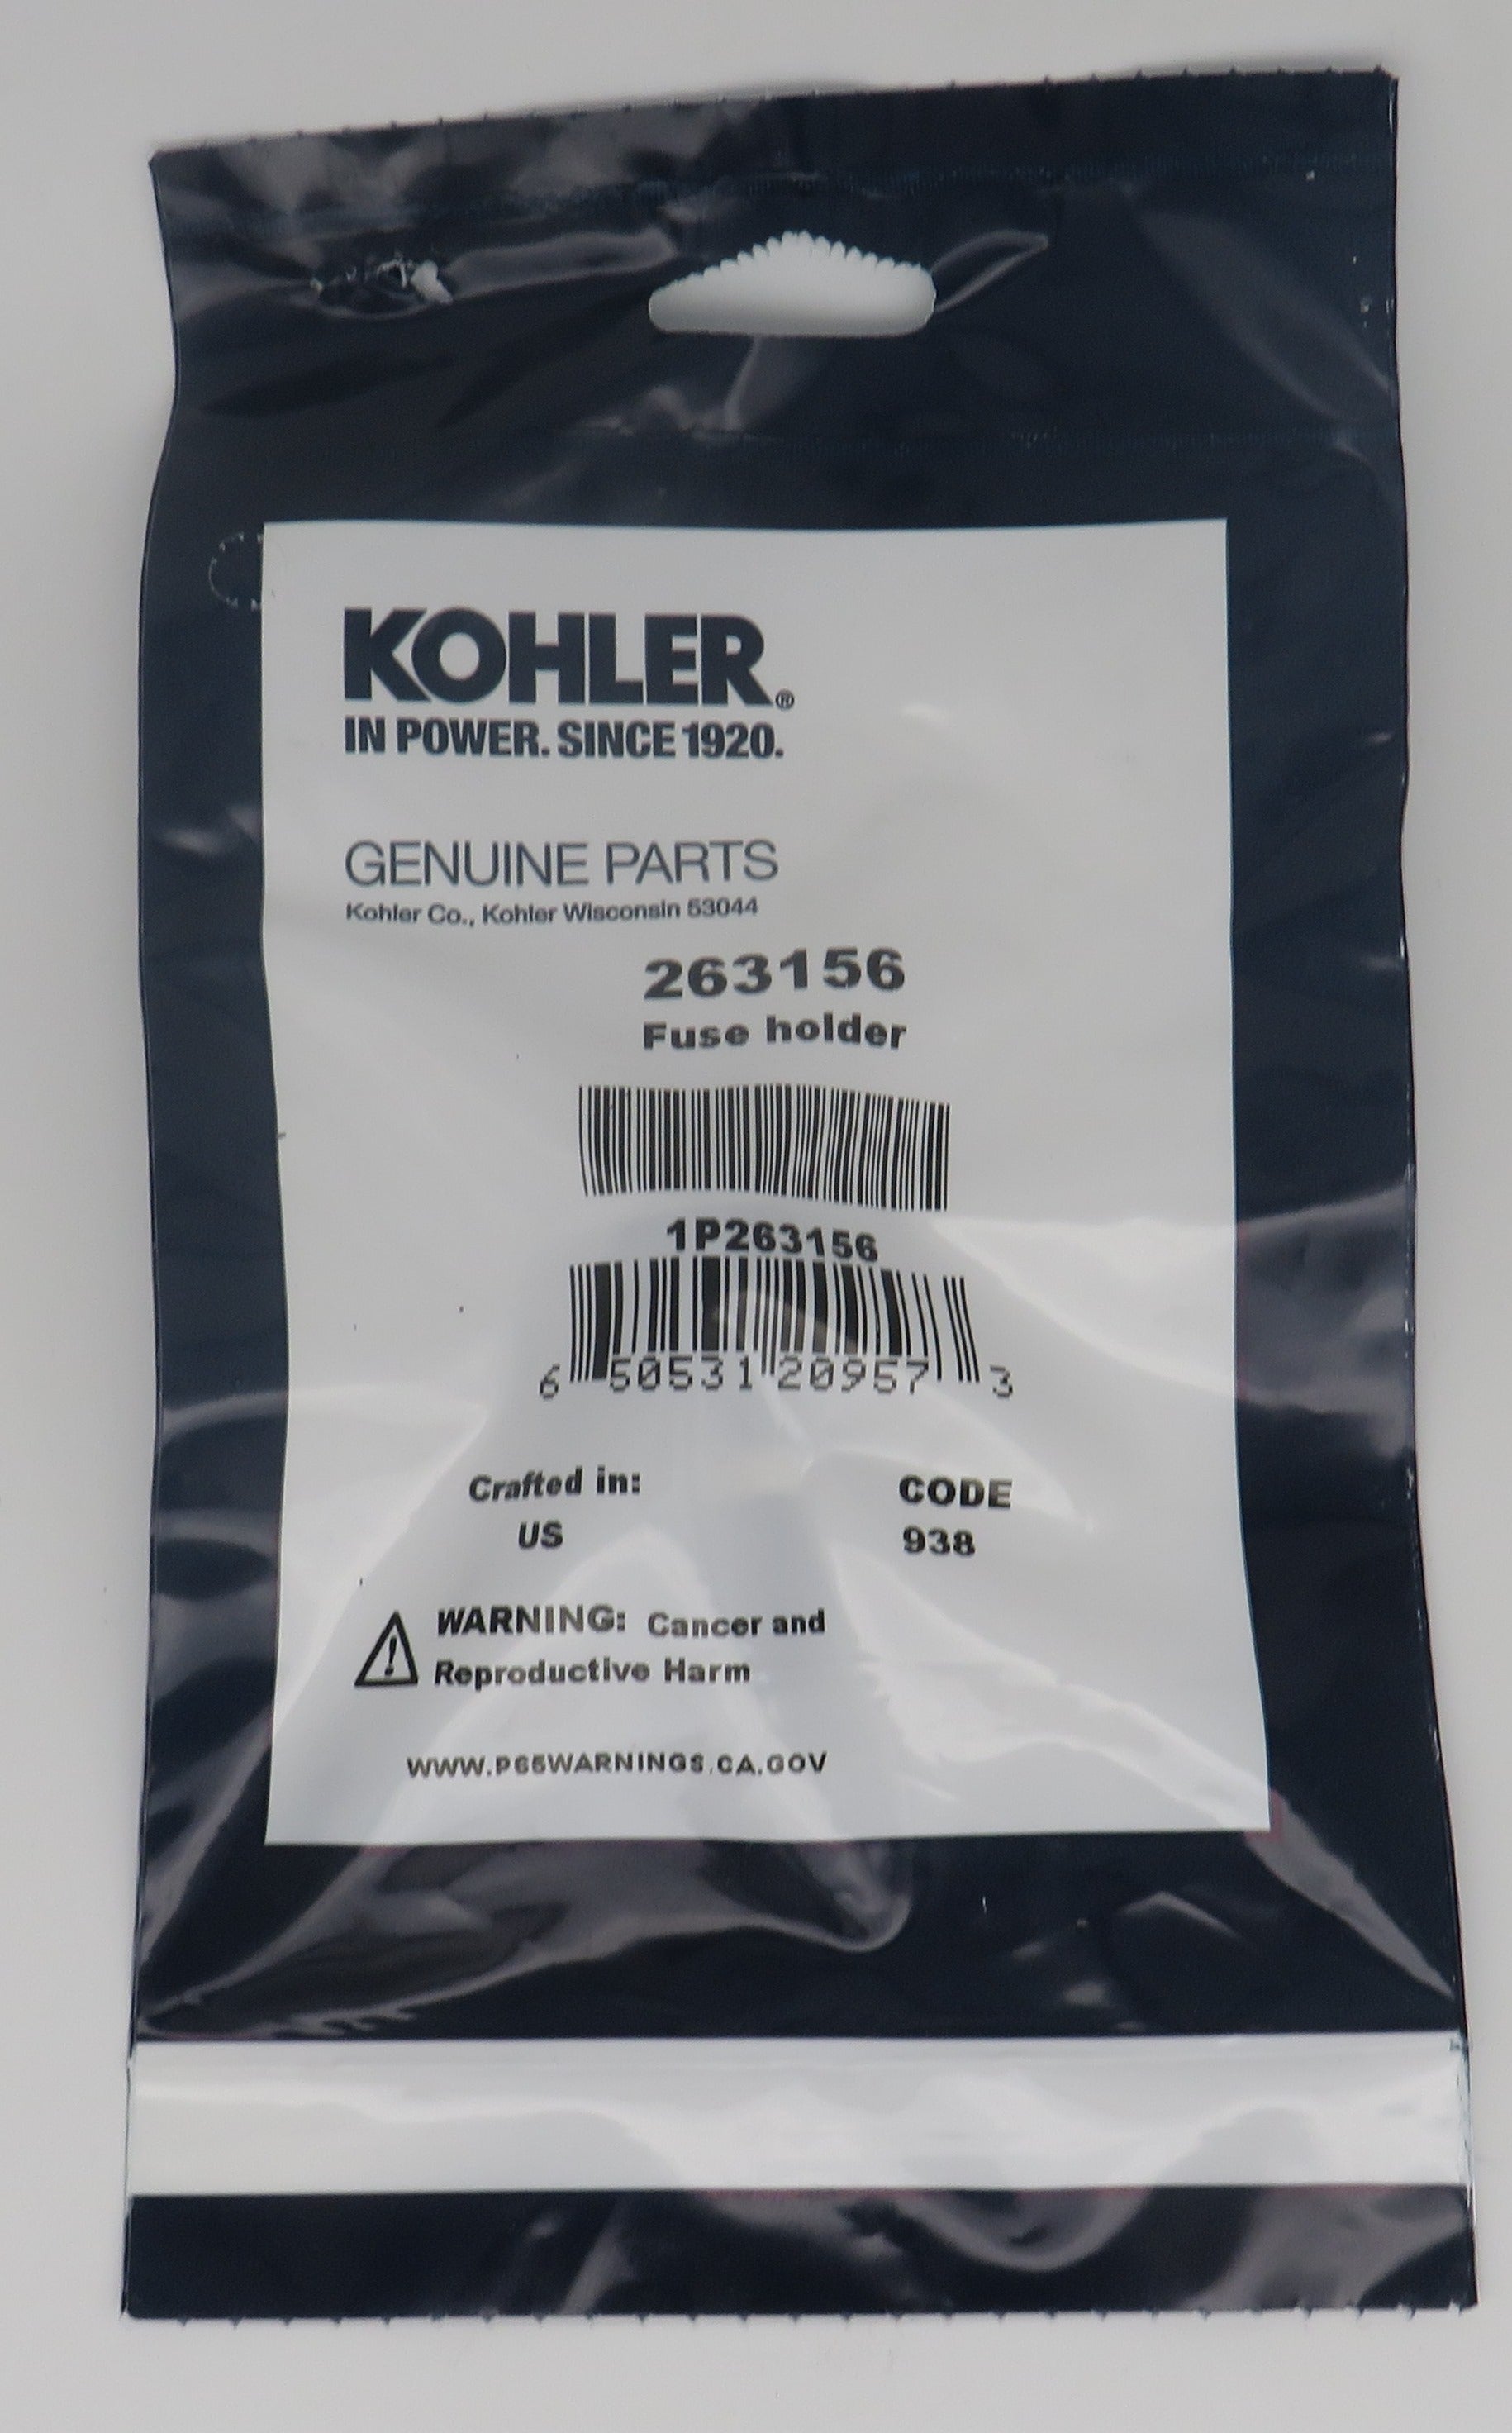 KOHLER®
IN POWER. SINCE 1920.
GENUINE PARTS
Kohler Co., Kohler Wisconsin 53044
263156
Fuse holder
1P263156
6 50531 20957 3
Crafted in:
US
CODE
938
WARNING: Cancer and
Reproductive Harm
WWW.P65WARNINGS.CA.GOV